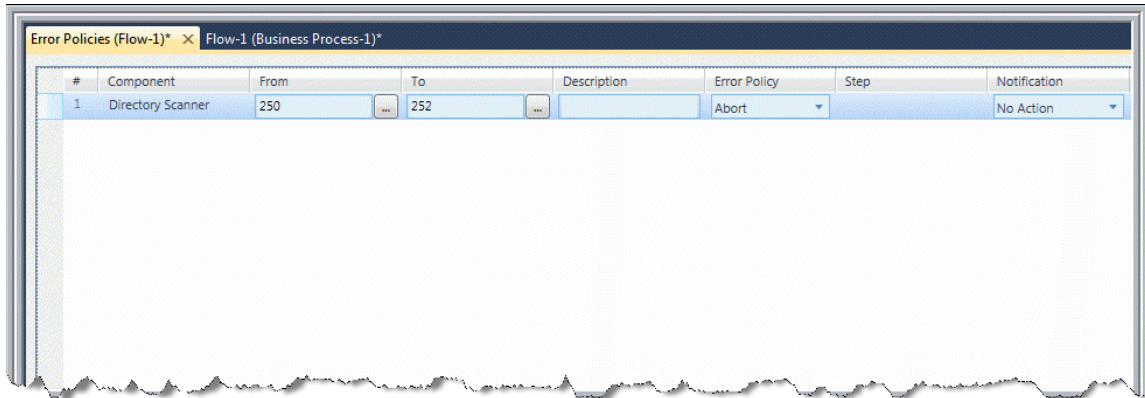 Error Policies (Flow-1)* Flow-1 (Business Process-1)*
# Component From To Description Error Policy Step Notification
1 Directory Scanner 250 ... 252 ... Abort No Action